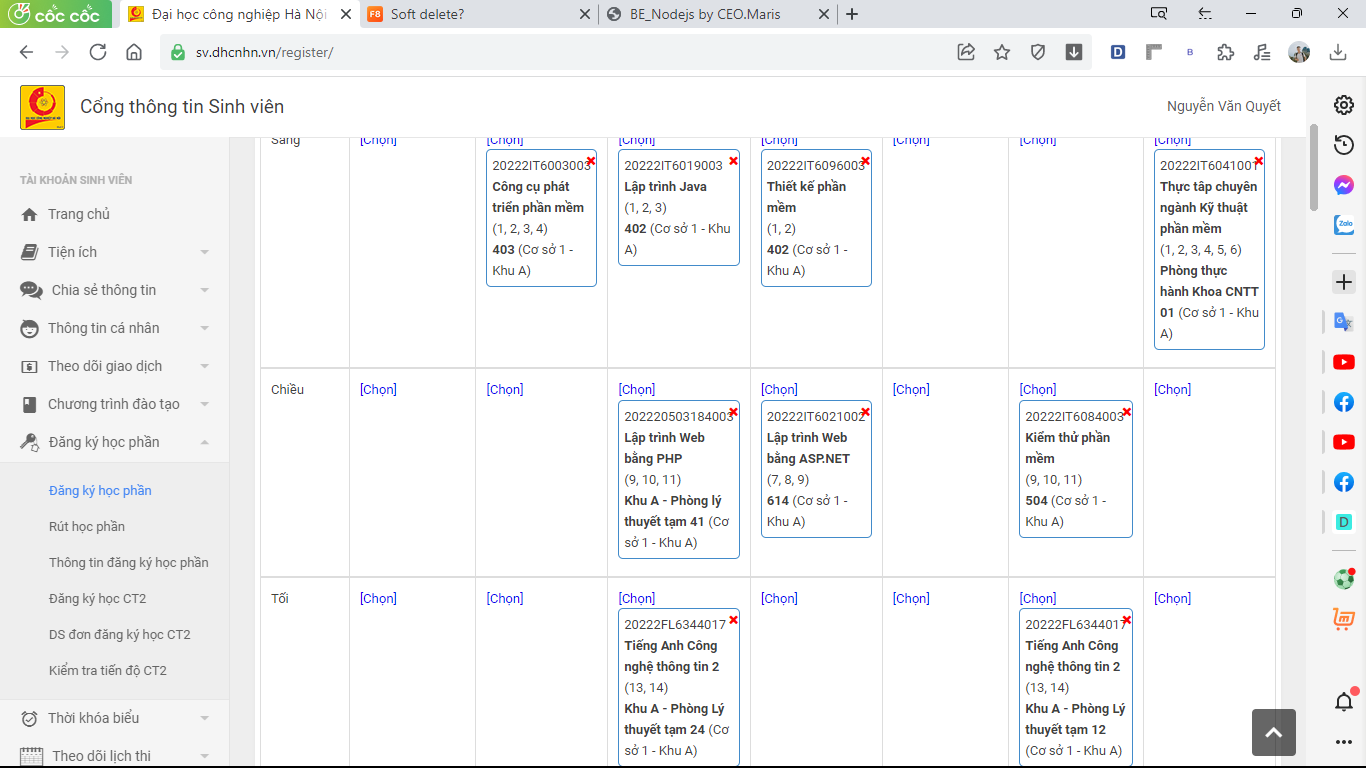 cốc cốc
Đại học công nghiệp Hà Nội
Soft delete?
BE_Nodejs by CEO.Maris
sv.dhcnhn.vn/register/
Cổng thông tin Sinh viên
Nguyễn Văn Quyết
TÀI KHOẢN SINH VIÊN
Trang chủ
Tiện ích
Chia sẻ thông tin
Thông tin cá nhân
Theo dõi giao dịch
Chương trình đào tạo
Đăng ký học phần
Đăng ký học phần
Rút học phần
Thông tin đăng ký học phần
Đăng ký học CT2
DS đơn đăng ký học CT2
Kiểm tra tiến độ CT2
Thời khóa biểu
Theo dõi lịch thi
Sáng
[Chọn]
[Chọn]
20222IT6003003
Công cụ phát
triển phần mềm
(1, 2, 3, 4)
403 (Cơ sở 1 -
Khu A)
[Chọn]
20222IT6019003
Lập trình Java
(1, 2, 3)
402 (Cơ sở 1 - Khu
A)
[Chọn]
20222IT6096003
Thiết kế phần
mềm
(1, 2)
402 (Cơ sở 1 -
Khu A)
[Chọn]
[Chọn]
[Chọn]
20222IT6041001
Thực tâp chuyên
ngành Kỹ thuật
phần mềm
(1, 2, 3, 4, 5, 6)
Phòng thực
hành Khoa CNTT
01 (Cơ sở 1 - Khu
A)
Chiều
[Chọn]
[Chọn]
[Chọn]
202220503184003
Lập trình Web
bằng PHP
(9, 10, 11)
Khu A - Phòng lý
thuyết tạm 41 (Cơ
sở 1 - Khu A)
[Chọn]
20222IT6021002
Lập trình Web
bằng ASP.NET
(7, 8, 9)
614 (Cơ sở 1 -
Khu A)
[Chọn]
[Chọn]
20222IT6084003
Kiểm thử phần
mềm
(9, 10, 11)
504 (Cơ sở 1 -
Khu A)
[Chọn]
Tối
[Chọn]
[Chọn]
[Chọn]
20222FL6344017
Tiếng Anh Công
nghệ thông tin 2
(13, 14)
Khu A - Phòng Lý
thuyết tạm 24 (Cơ
sở 1 - Khu A)
[Chọn]
[Chọn]
[Chọn]
20222FL6344017
Tiếng Anh Công
nghệ thông tin 2
(13, 14)
Khu A - Phòng Lý
thuyết tạm 12
(Cơ sở 1 - Khu A)
[Chọn]
F8
D
B
Zalo
G
D